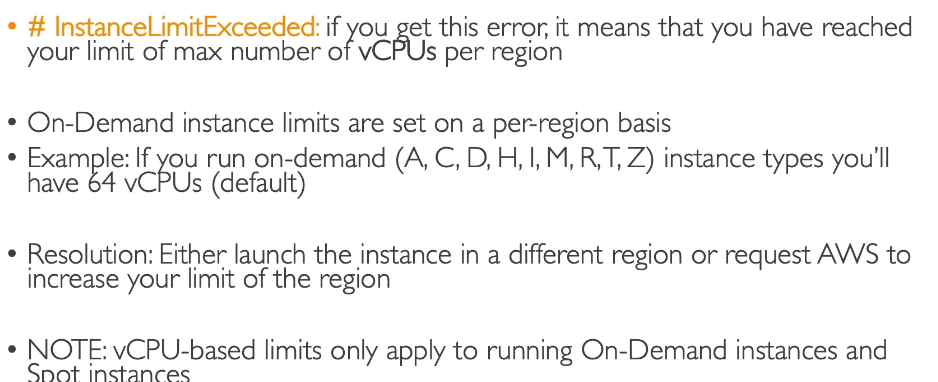 • # InstanceLimitExceeded: if you get this error, it means that you have reached
your limit of max number of vCPUs per region
• On-Demand instance limits are set on a per-region basis
• Example: If you run on-demand (A, C, D, H, I, M, R, T, Z) instance types you'll
have 64 vCPUs (default)
• Resolution: Either launch the instance in a different region or request AWS to
increase your limit of the region
• NOTE: vCPU-based limits only apply to running On-Demand instances and
Spot instances